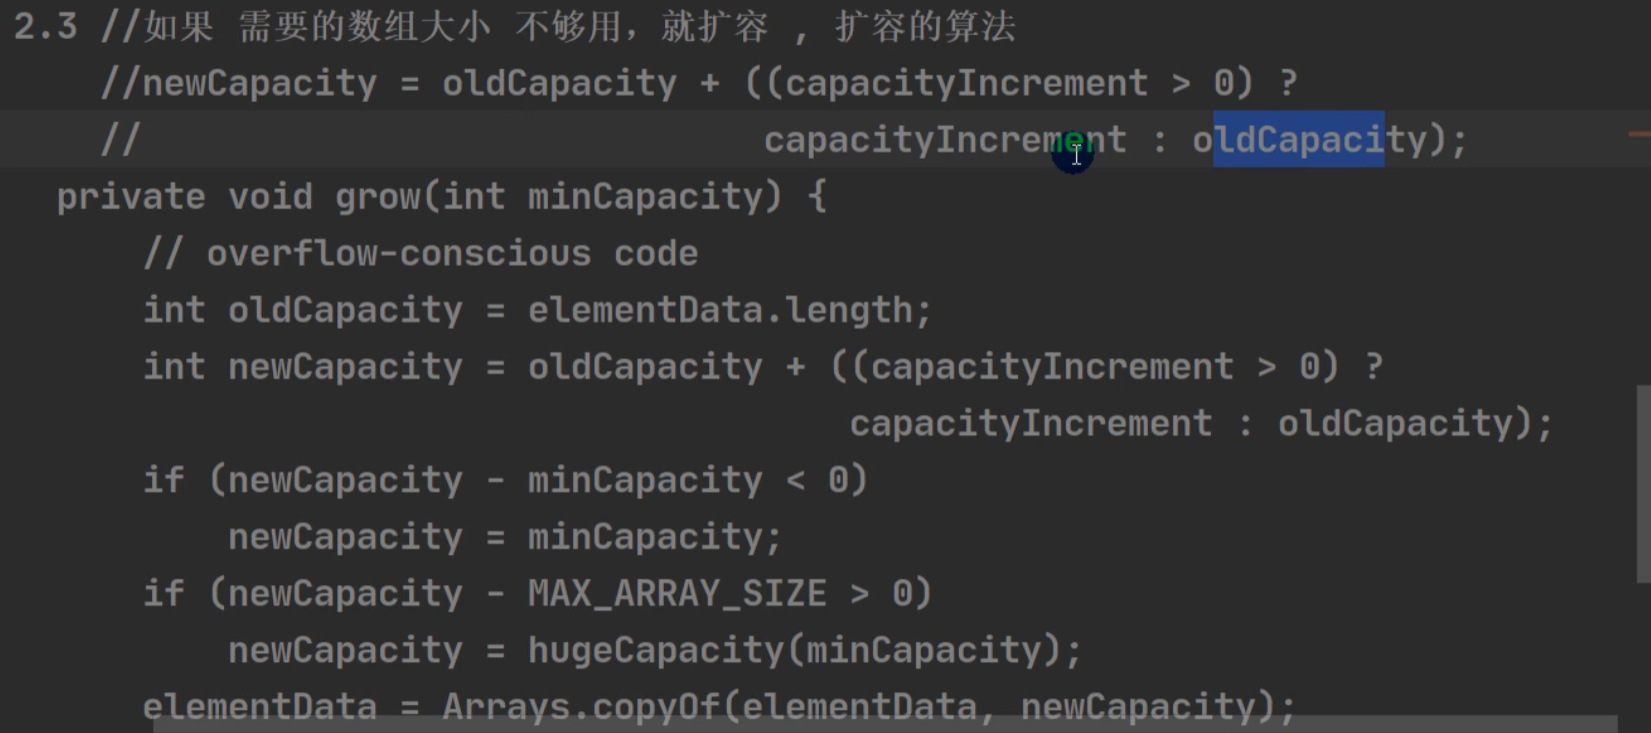 2.3 //如果 需要的数组大小 不够用，就扩容 , 扩容的算法
//newCapacity = oldCapacity + ((capacityIncrement > 0) ?
// capacityIncrement : oldCapacity);
private void grow(int minCapacity) {
// overflow-conscious code
int oldCapacity = elementData.length;
int newCapacity = oldCapacity + ((capacityIncrement > 0) ?
capacityIncrement : oldCapacity);
if (newCapacity - minCapacity < 0)
newCapacity = minCapacity;
if (newCapacity - MAX_ARRAY_SIZE > 0)
newCapacity = hugeCapacity(minCapacity);
elementData = Arrays.copyOf(elementData, newCapacity);